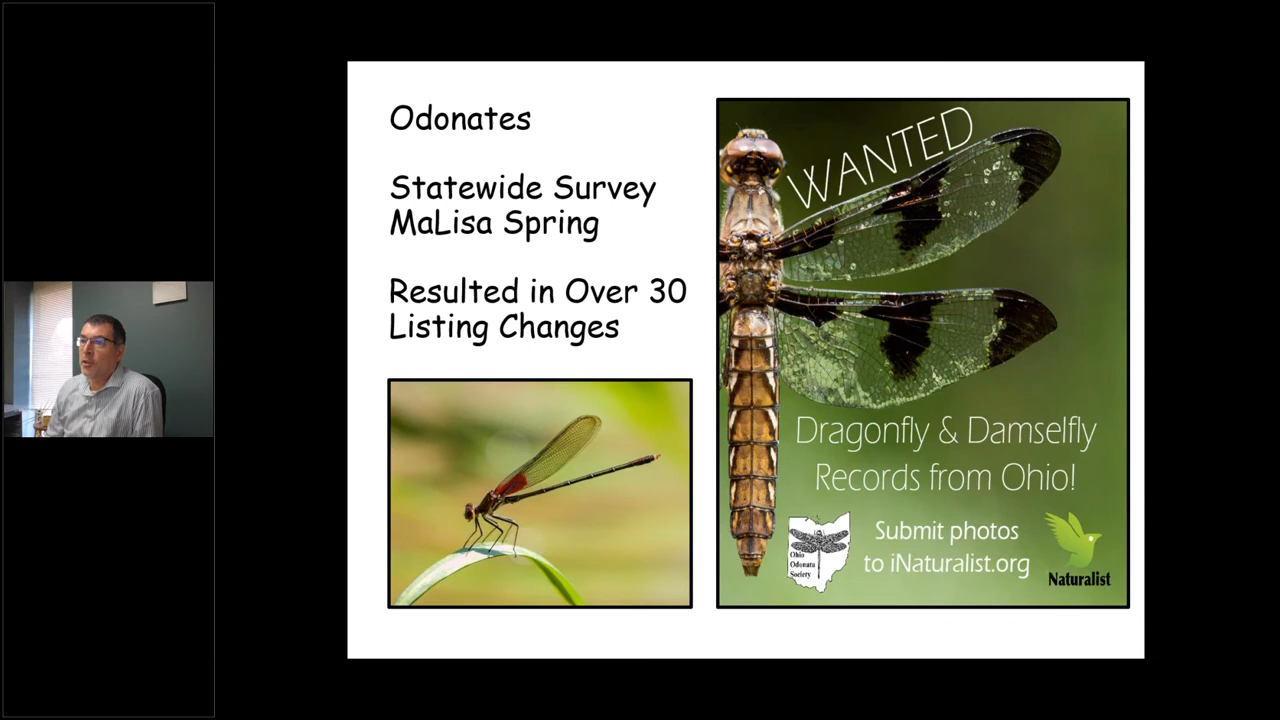 Odonates
Statewide Survey
MaLisa Spring
Resulted in Over 30
Listing Changes
WANTED
Dragonfly & Damselfly
Records from Ohio!
Submit photos
to iNaturalist.org
Ohio
Odonata
Society
Naturalist